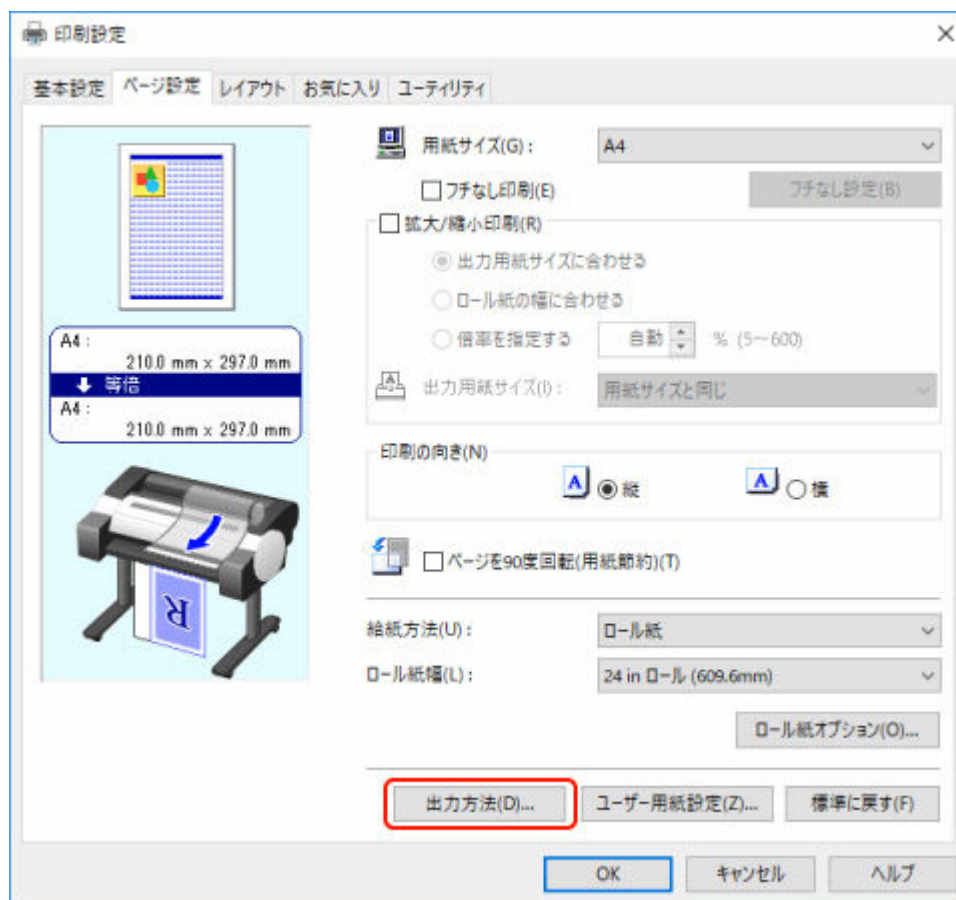 印刷設定
基本設定 ページ設定 レイアウト お気に入り ユーティリティ
用紙サイズ(G): A4
フチなし印刷(E) フチなし設定(B)
拡大/縮小印刷(R)
出力用紙サイズに合わせる
ロール紙の幅に合わせる
倍率を指定する 自動 % (5～600)
出力用紙サイズ(I): 用紙サイズと同じ
A4 :
210.0 mm x 297.0 mm
等倍
A4 :
210.0 mm x 297.0 mm
印刷の向き(N)
A 縦 A 横
ページを90度回転(用紙節約)(T)
R
給紙方法(U): ロール紙
ロール紙幅(L): 24 in ロール (609.6mm)
ロール紙オプション(O)...
出力方法(D)... ユーザー用紙設定(Z)... 標準に戻す(F)
OK キャンセル ヘルプ